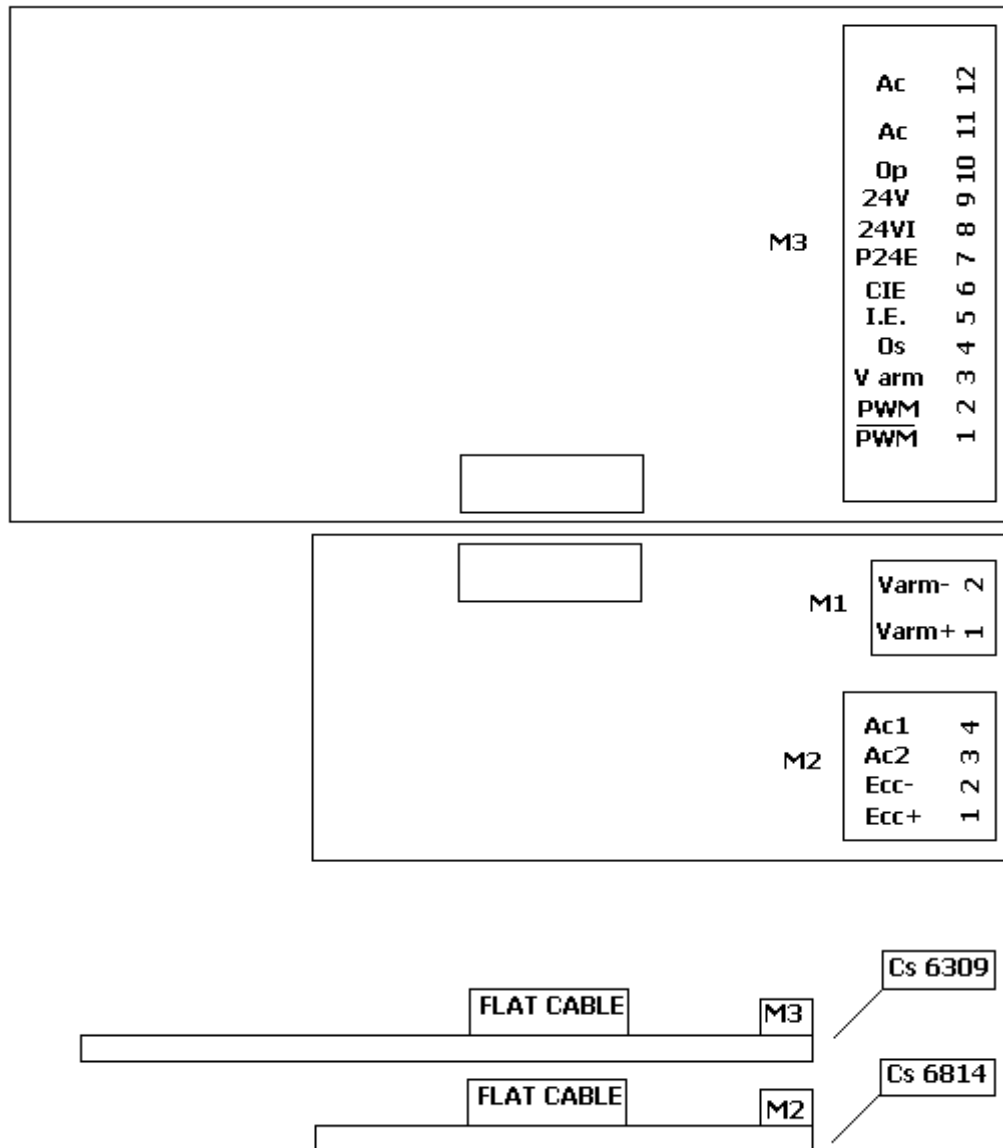 Ac 12
Ac 11
0p 10
24V 9
24VI 8
M3
P24E 7
CIE 6
I.E. 5
0s 4
V arm 3
PWM 2
P̅W̅M̅ 1
Varm- 2
M1
Varm+ 1
Ac1 4
Ac2 3
M2
Ecc- 2
Ecc+ 1
Cs 6309
FLAT CABLE
M3
Cs 6814
FLAT CABLE
M2